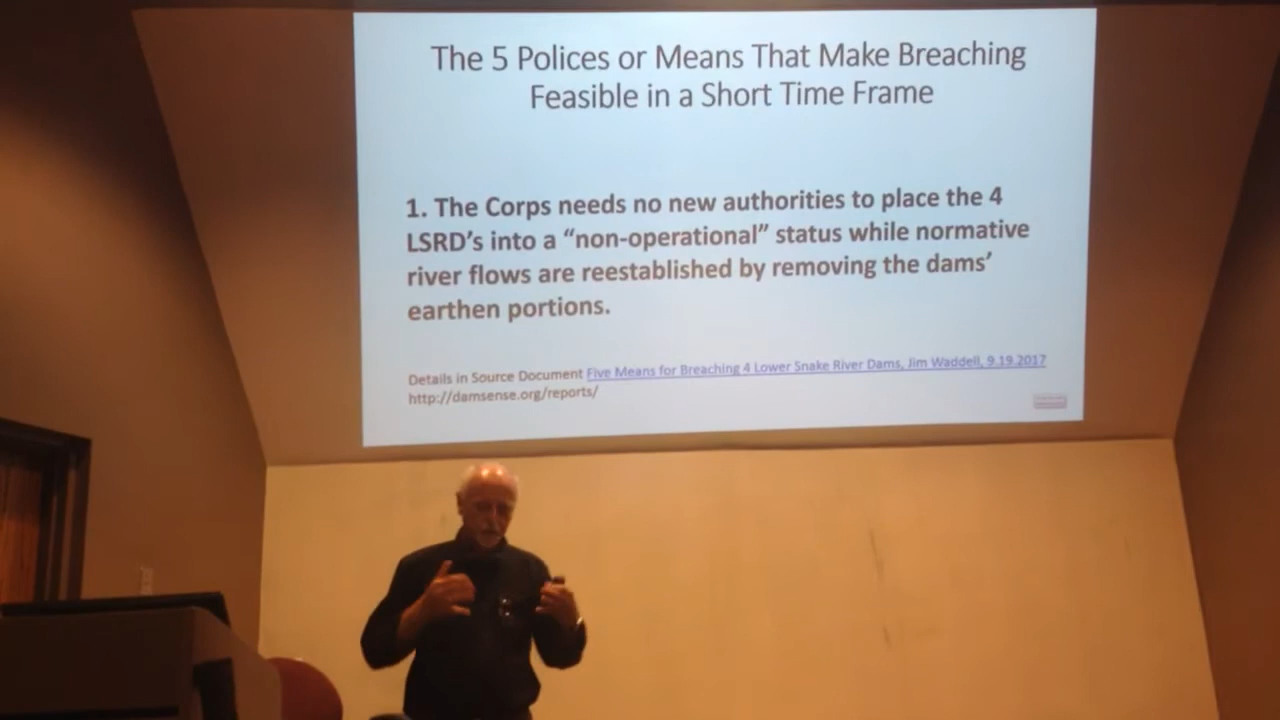 The 5 Polices or Means That Make Breaching
Feasible in a Short Time Frame
1. The Corps needs no new authorities to place the 4
LSRD's into a “non-operational” status while normative
river flows are reestablished by removing the dams’
earthen portions.
Details in Source Document Five Means for Breaching 4 Lower Snake River Dams, Jim Waddell, 9.19.2017
http://damsense.org/reports/